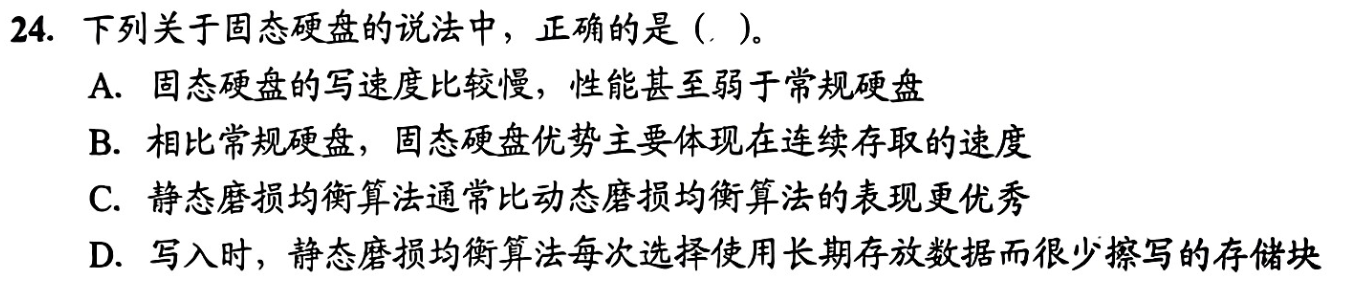 24. 下列关于固态硬盘的说法中，正确的是（ ）。
A. 固态硬盘的写速度比较慢，性能甚至弱于常规硬盘
B. 相比常规硬盘，固态硬盘优势主要体现在连续存取的速度
C. 静态磨损均衡算法通常比动态磨损均衡算法的表现更优秀
D. 写入时，静态磨损均衡算法每次选择使用长期存放数据而很少擦写的存储块